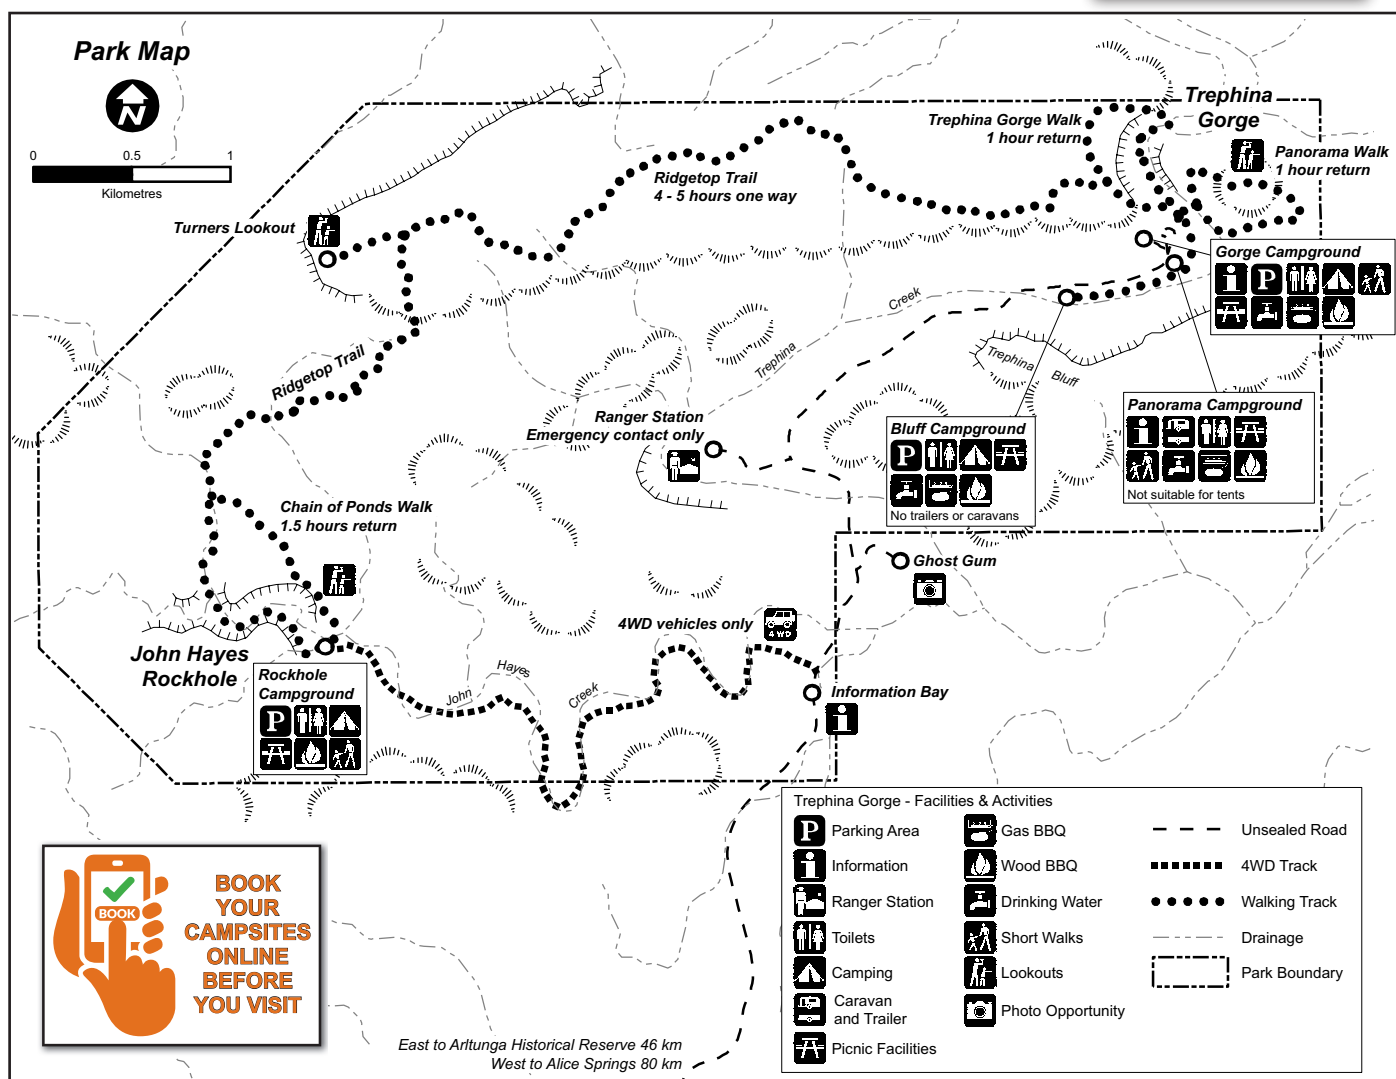 Park Map
N
0 0.5 1
Kilometres
Trephina
Gorge
Trephina Gorge Walk
1 hour return
Panorama Walk
1 hour return
Ridgetop Trail
4 - 5 hours one way
Turners Lookout
Gorge Campground
P
Creek
Trephina
Trephina
Bluff
Ridgetop Trail
Ranger Station
Emergency contact only
Bluff Campground
P
No trailers or caravans
Panorama Campground
Not suitable for tents
Chain of Ponds Walk
1.5 hours return
Ghost Gum
4WD vehicles only
4 WD
John Hayes
Rockhole
Rockhole
Campground
P
John
Hayes
Creek
Information Bay
BOOK
BOOK
YOUR
CAMPSITES
ONLINE
BEFORE
YOU VISIT
East to Arltunga Historical Reserve 46 km
West to Alice Springs 80 km
Trephina Gorge - Facilities & Activities
P Parking Area
Information
Ranger Station
Toilets
Camping
Caravan
and Trailer
Picnic Facilities
Gas BBQ
Wood BBQ
Drinking Water
Short Walks
Lookouts
Photo Opportunity
Unsealed Road
4WD Track
Walking Track
Drainage
Park Boundary